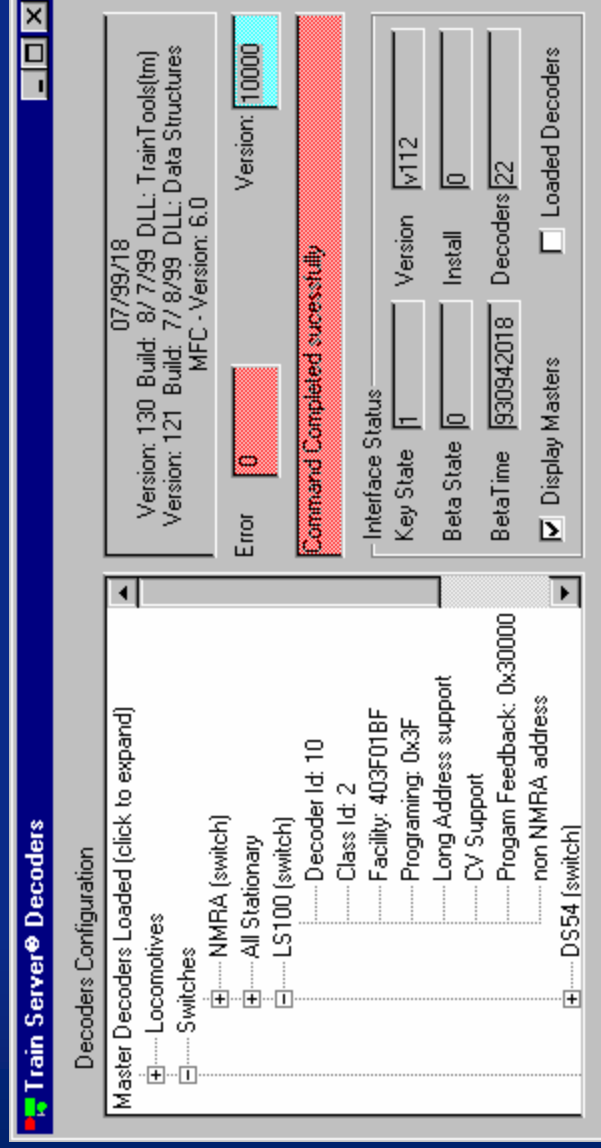 Train Server® Decoders
Decoders Configuration
Master Decoders Loaded (click to expand)
Locomotives
Switches
NMRA (switch)
All Stationary
LS100 (switch)
Decoder Id: 10
Class Id: 2
Facility: 403F01BF
Programing: 0x3F
Long Address support
CV Support
Progam Feedback: 0x30000
non NMRA address
DS54 (switch)
07/99/18
Version: 130 Build: 8/ 7/99 DLL: TrainTools(tm)
Version: 121 Build: 7/ 8/99 DLL: Data Structures
MFC - Version: 6.0
Error 0 Version: 10000
Command Completed sucessfully
Interface Status
Key State 1 Version v112
Beta State 0 Install 0
BetaTime 930942018 Decoders 22
Display Masters Loaded Decoders